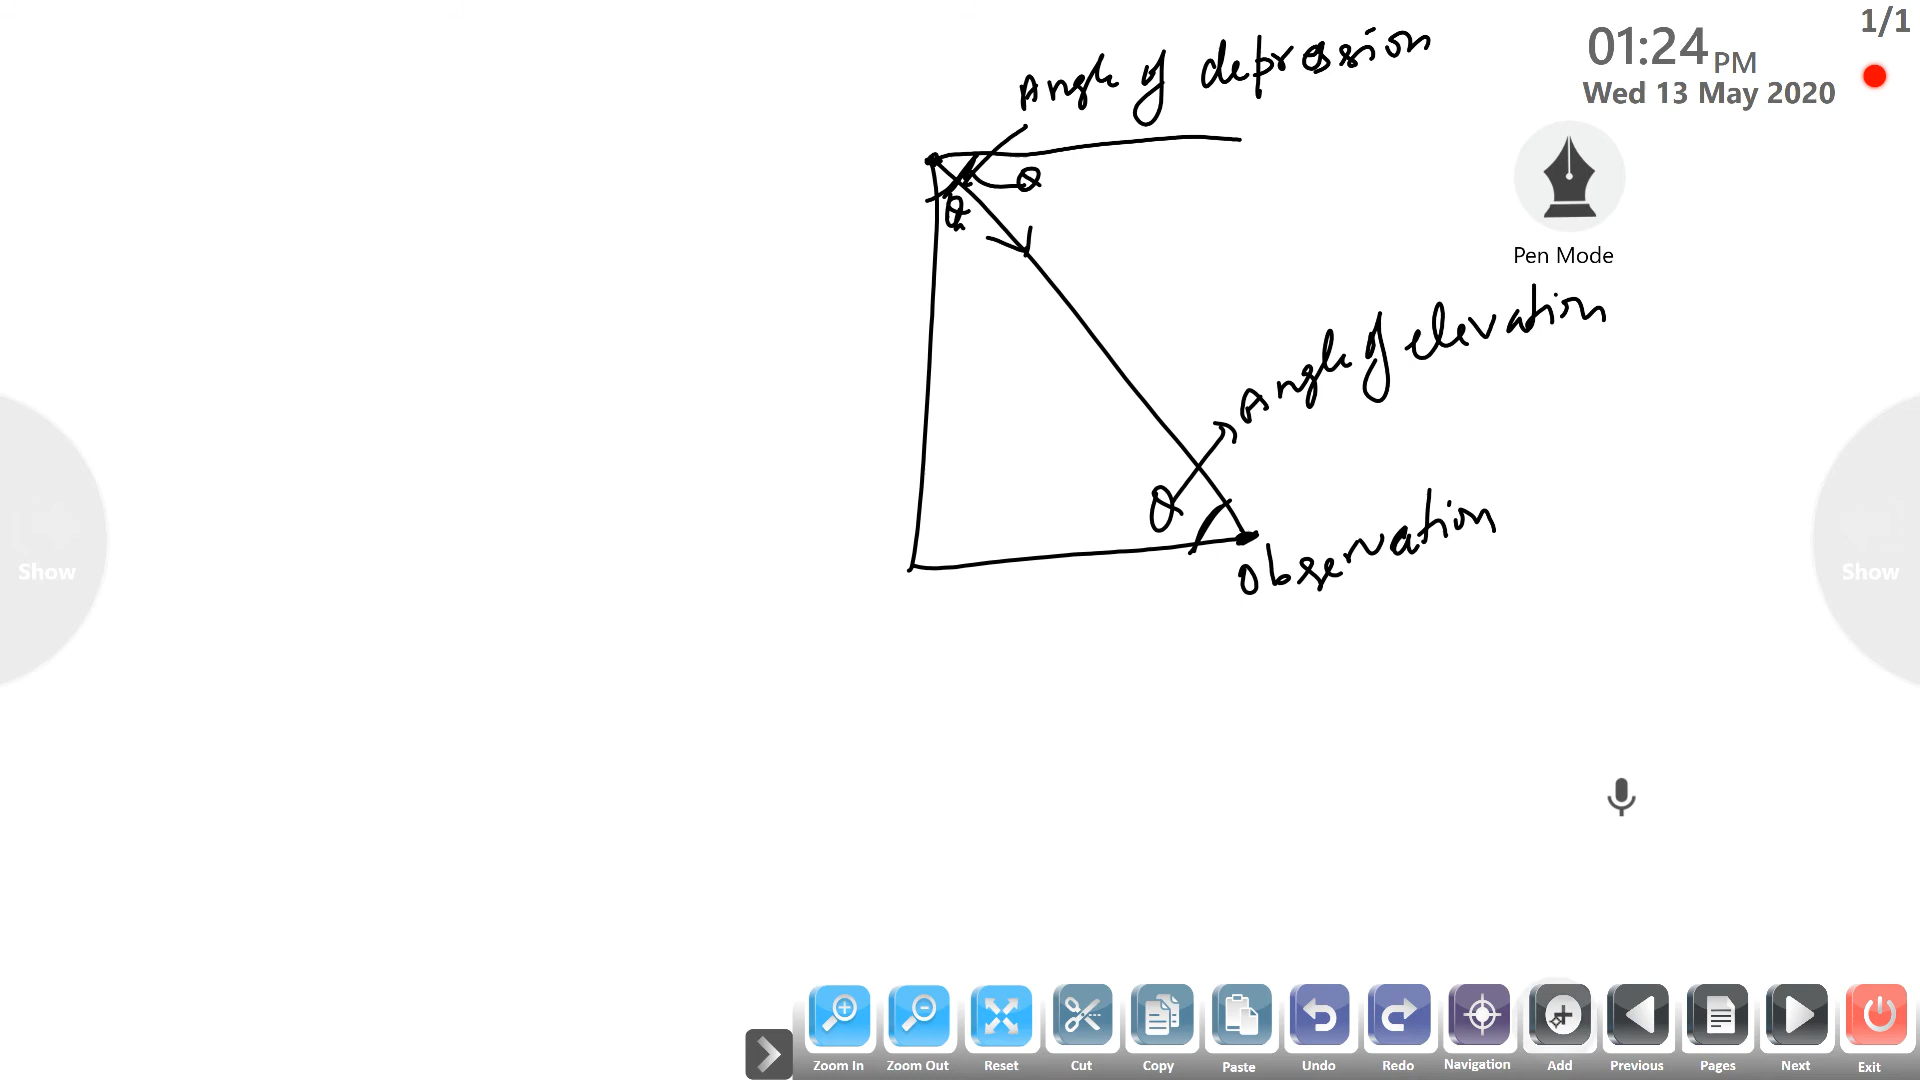 1/1
01:24 PM
Wed 13 May 2020
Angle of depression
θ
Pen Mode
Angle of elevation
θ
Observation
Show
Show
Zoom In
Zoom Out
Reset
Cut
Copy
Paste
Undo
Redo
Navigation
Add
Previous
Pages
Next
Exit